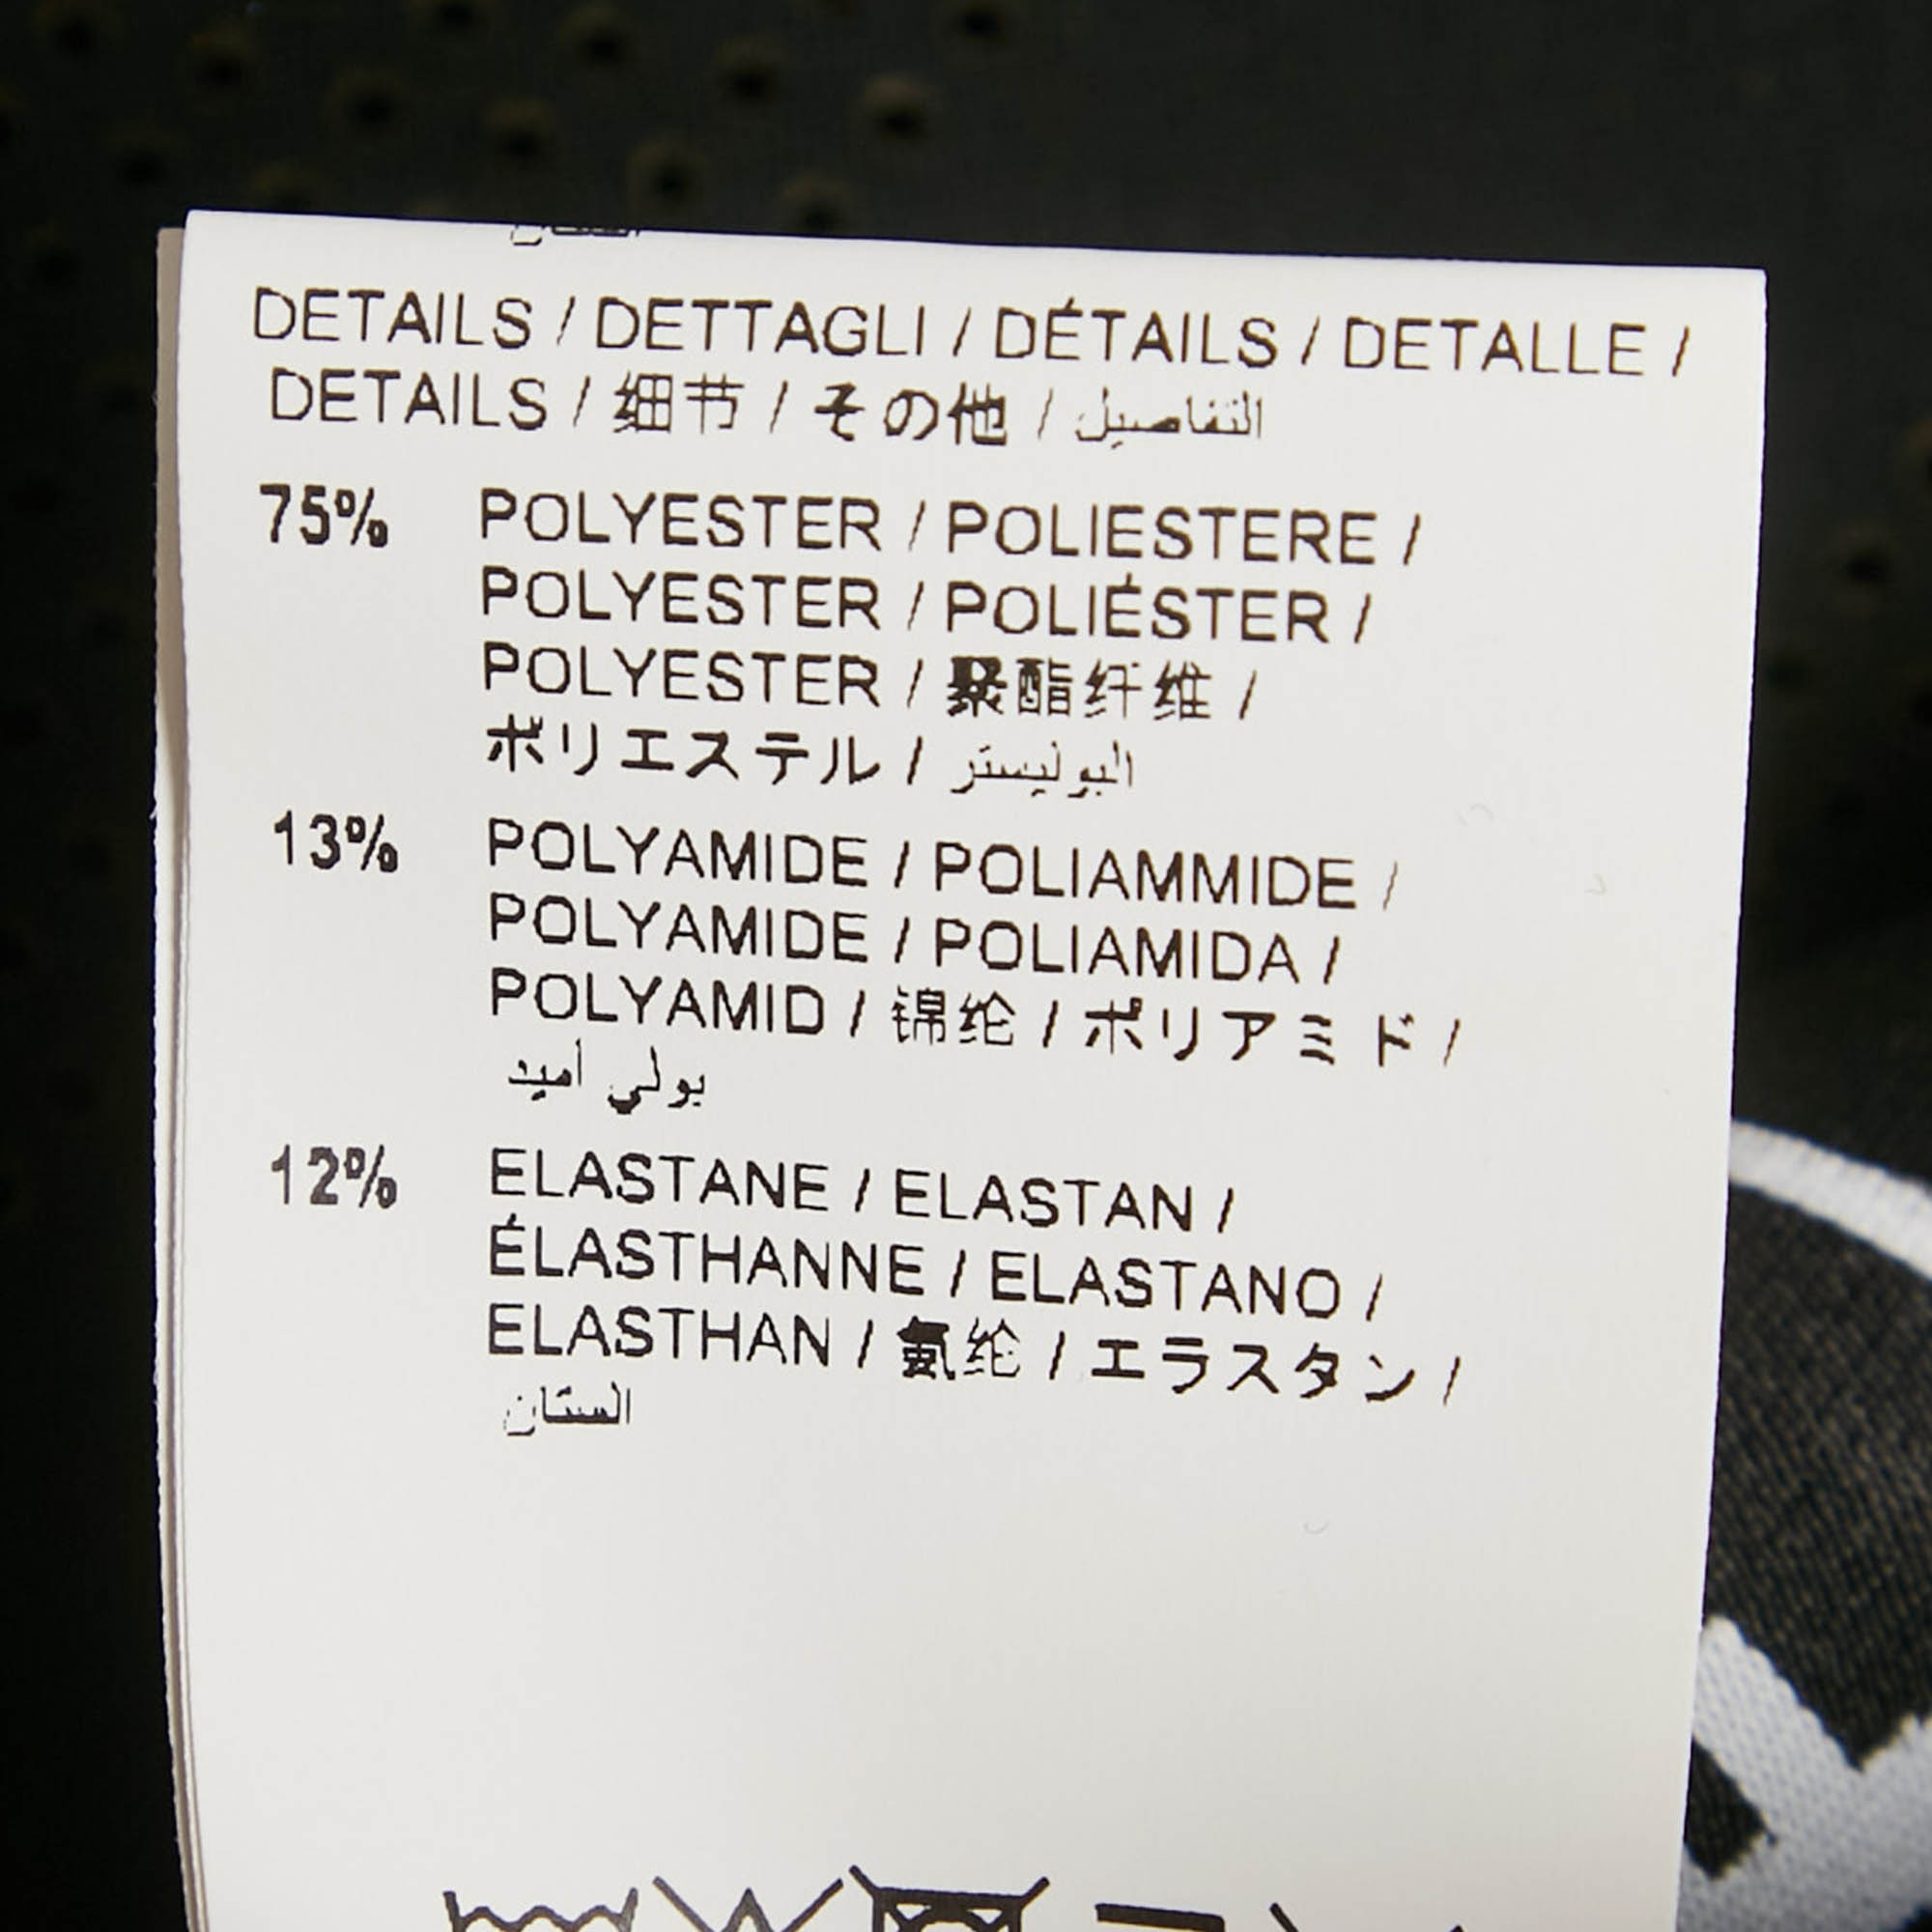 DETAILS / DETTAGLI / DÉTAILS / DETALLE /
DETAILS / 细节 / その他 / التفاصيل
75% POLYESTER / POLIESTERE /
POLYESTER / POLIÉSTER /
POLYESTER / 聚酯纤维 /
ポリエステル / البوليستر
13% POLYAMIDE / POLIAMMIDE /
POLYAMIDE / POLIAMIDA /
POLYAMID / 锦纶 / ポリアミド /
بولي اميد
12% ELASTANE / ELASTAN /
ÉLASTHANNE / ELASTANO /
ELASTHAN / 氨纶 / エラスタン /
الستان